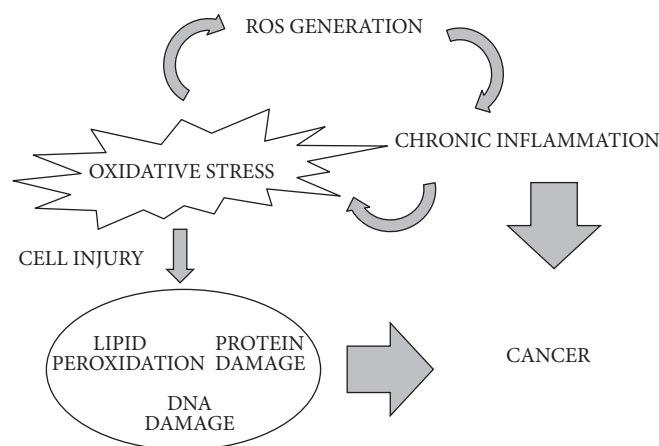 ROS GENERATION
CHRONIC INFLAMMATION
OXIDATIVE STRESS
CELL INJURY
LIPID
PEROXIDATION
PROTEIN
DAMAGE
DNA
DAMAGE
CANCER